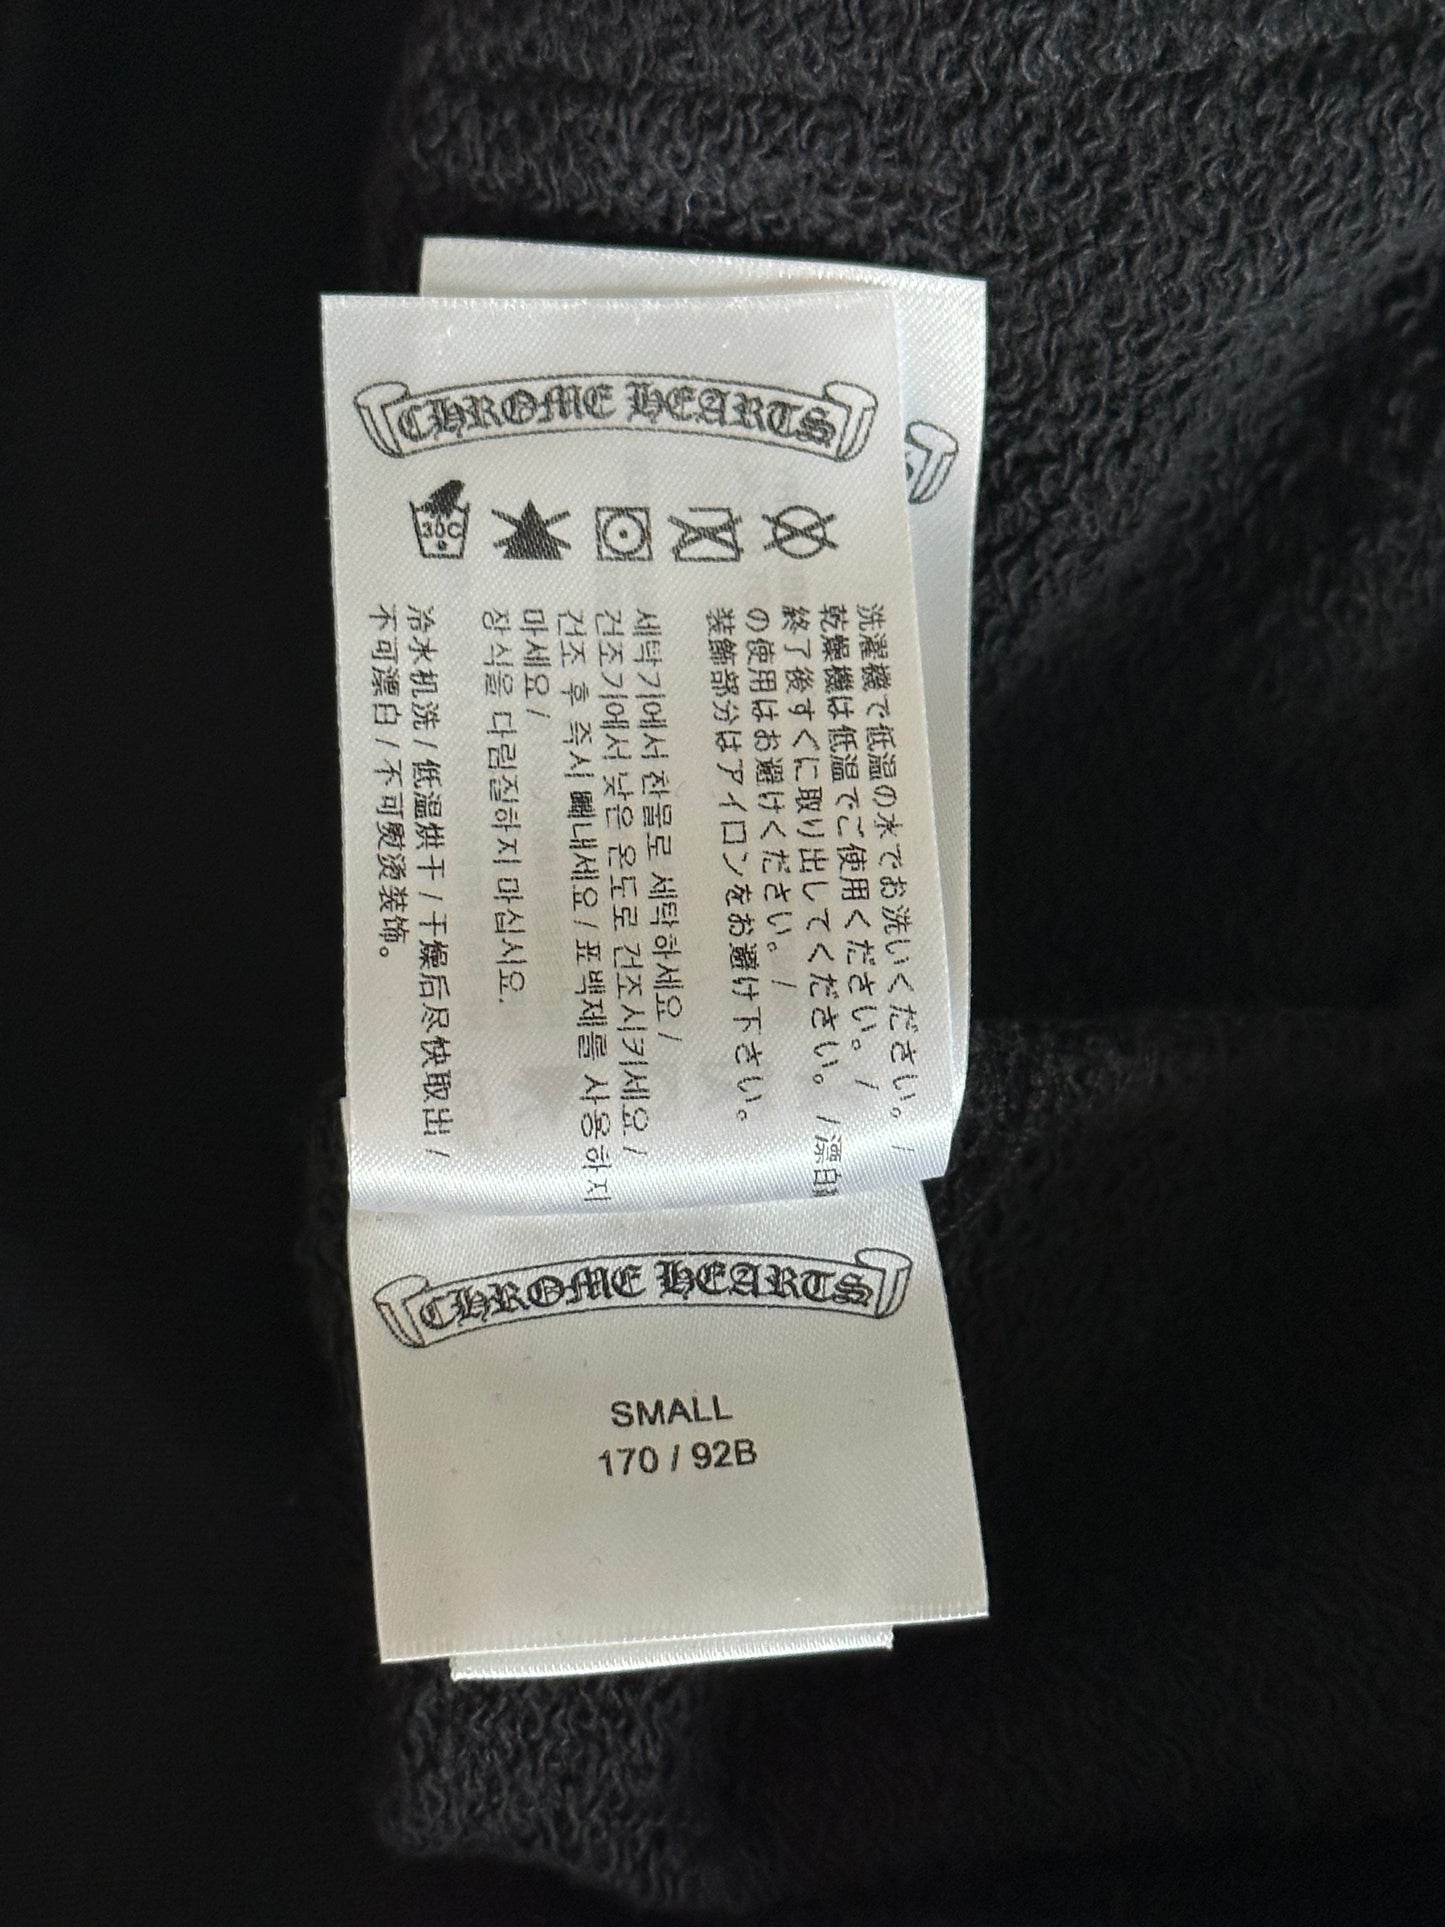 CHROME HEARTS
30C
洗濯機で低温の水でお洗いください。/
乾燥機は低温でご使用ください。/
終了後すぐに取り出してください。/漂白
の使用はお避けください。/
装飾部分はアイロンをお避け下さい。
세탁기에서 찬물로 세탁하세요/
건조기에서 낮은 온도로 건조시키세요/
건조 후 즉시 빼내세요/표백제를 사용하지
마세요/
장식을 다림질하지 마십시요.
冷水机洗/低温烘干/干燥后尽快取出/
不可漂白/不可熨烫装饰。
CHROME HEARTS
SMALL
170 / 92B